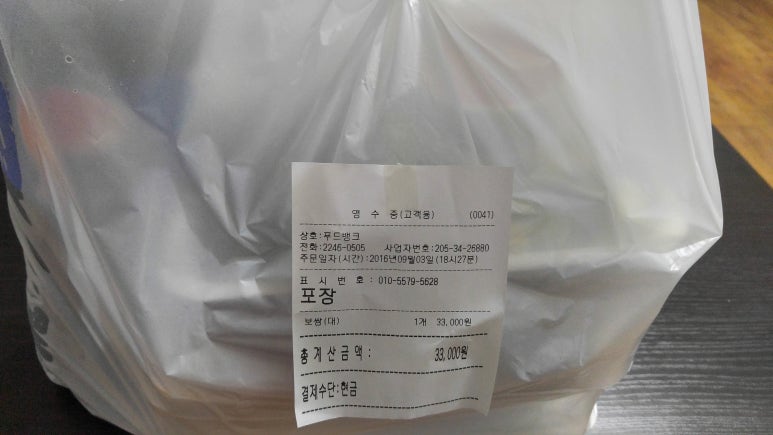 영 수 증(고객용) (0041)
상호:푸드뱅크
전화:2246-0505 사업자번호:205-34-26880
주문일자(시간):2016년09월03일(18시27분)
표 시 번 호 : 010-5579-5628
포장
보쌈(대) 1개 33,000원
총 계 산 금 액 : 33,000원
결제수단:현금